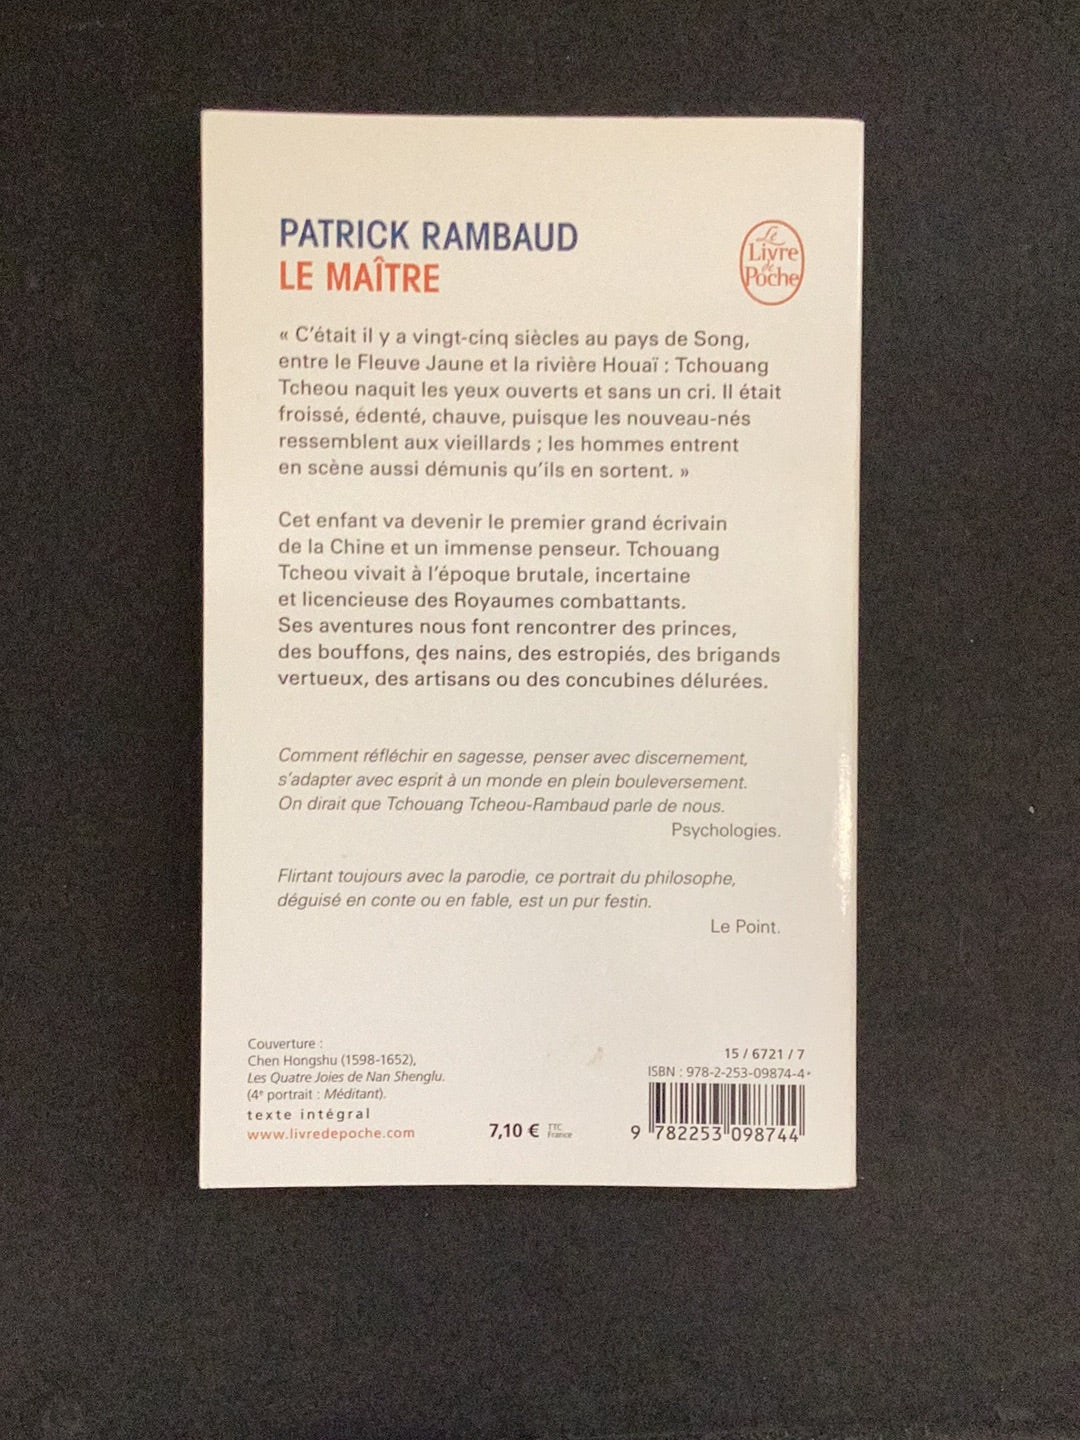 PATRICK RAMBAUD
LE MAÎTRE
Le
Livre
de
Poche
« C'était il y a vingt-cinq siècles au pays de Song,
entre le Fleuve Jaune et la rivière Houaï : Tchouang
Tcheou naquit les yeux ouverts et sans un cri. Il était
froissé, édenté, chauve, puisque les nouveau-nés
ressemblent aux vieillards ; les hommes entrent
en scène aussi démunis qu'ils en sortent. »
Cet enfant va devenir le premier grand écrivain
de la Chine et un immense penseur. Tchouang
Tcheou vivait à l'époque brutale, incertaine
et licencieuse des Royaumes combattants.
Ses aventures nous font rencontrer des princes,
des bouffons, des nains, des estropiés, des brigands
vertueux, des artisans ou des concubines délurées.
Comment réfléchir en sagesse, penser avec discernement,
s'adapter avec esprit à un monde en plein bouleversement.
On dirait que Tchouang Tcheou-Rambaud parle de nous.
Psychologies.
Flirtant toujours avec la parodie, ce portrait du philosophe,
déguisé en conte ou en fable, est un pur festin.
Le Point.
Couverture :
Chen Hongshu (1598-1652),
Les Quatre Joies de Nan Shenglu.
(4e portrait : Méditant).
texte intégral
www.livredepoche.com
7,10 € TTC
France
15 / 6721 / 7
ISBN : 978-2-253-09874-4
9 782253 098744